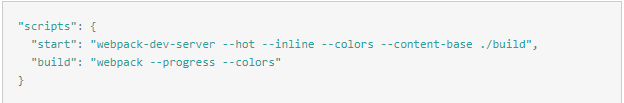 "scripts": {
  "start": "webpack-dev-server --hot --inline --colors --content-base ./build",
  "build": "webpack --progress --colors"
}